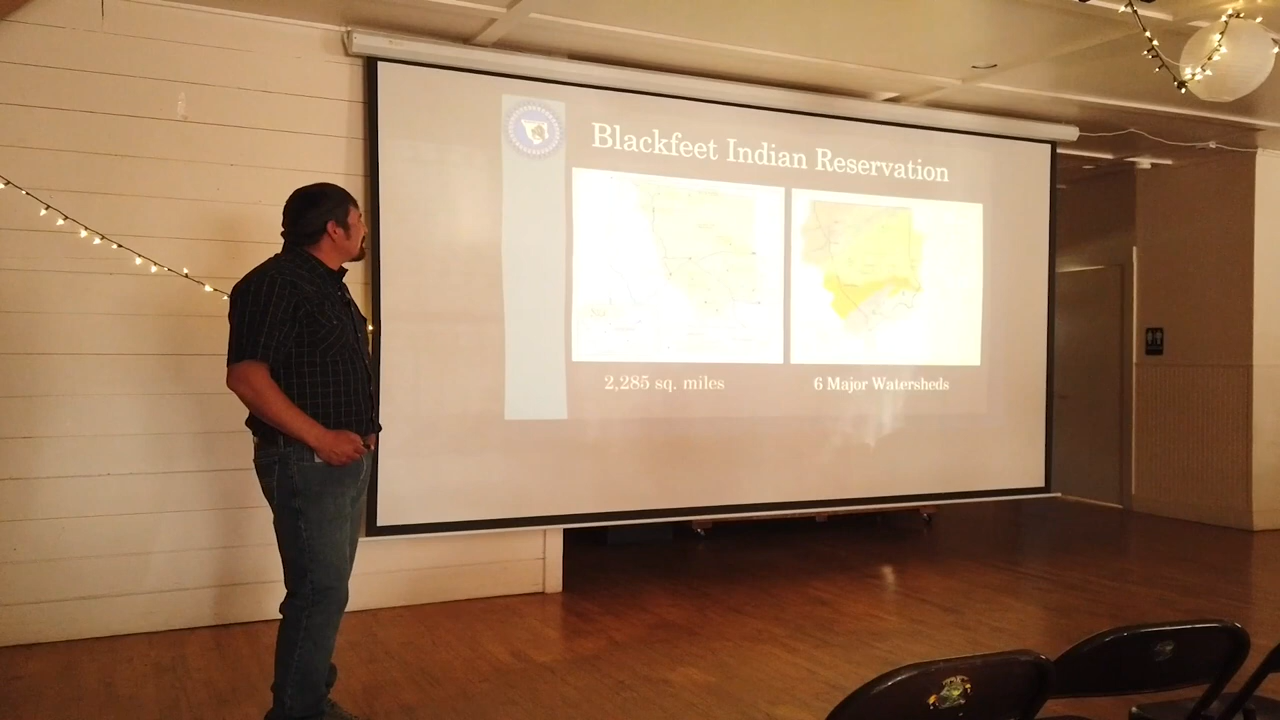 Blackfeet Indian Reservation
2,285 sq. miles
6 Major Watersheds